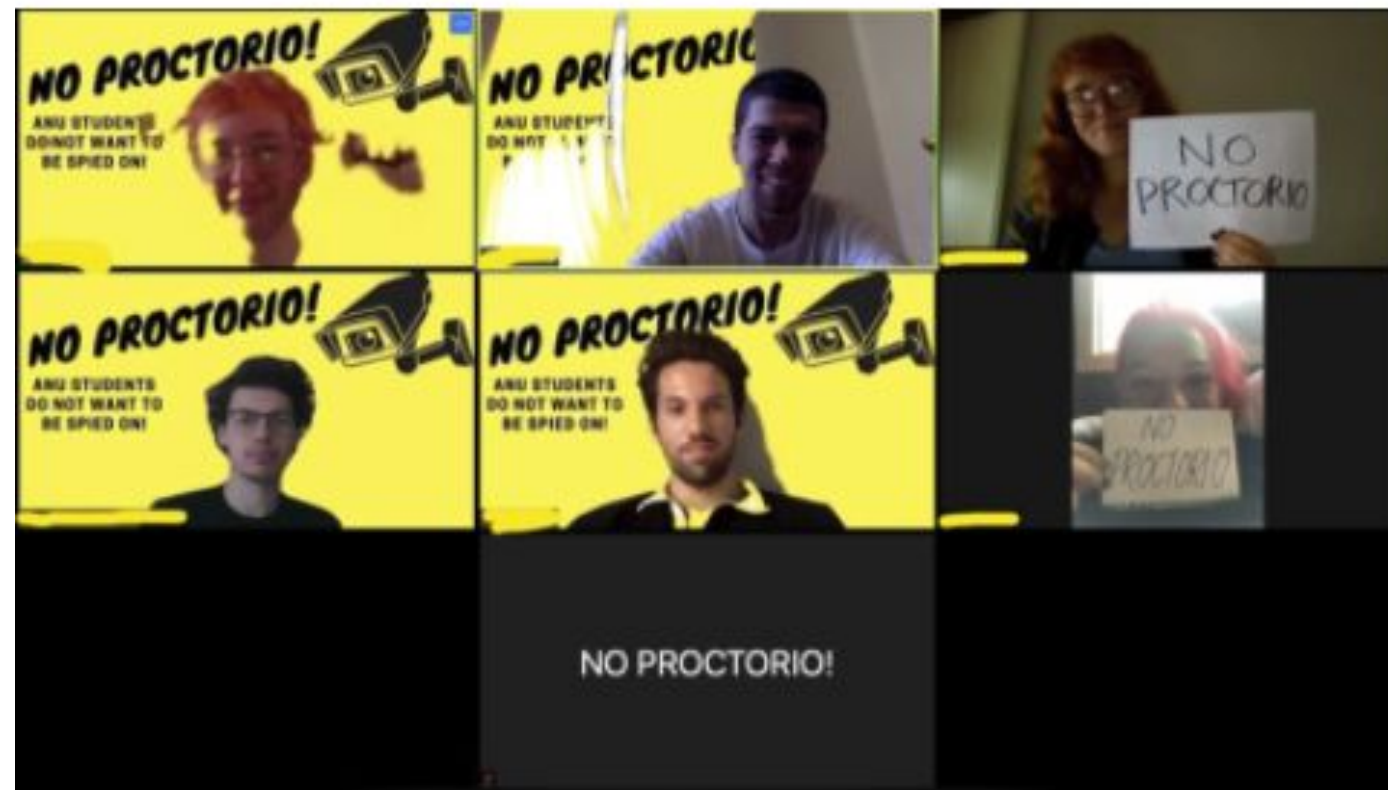 NO PROCTORIO!
ANU STUDENTS
DO NOT WANT TO
BE SPIED ON!
NO PROCTORIO
ANU STUDENTS
DO NOT
NO
PROCTORIO
NO PROCTORIO!
ANU STUDENTS
DO NOT WANT TO
BE SPIED ON!
NO PROCTORIO!
ANU STUDENTS
DO NOT WANT TO
BE SPIED ON!
NO
PROCTORIO
NO PROCTORIO!